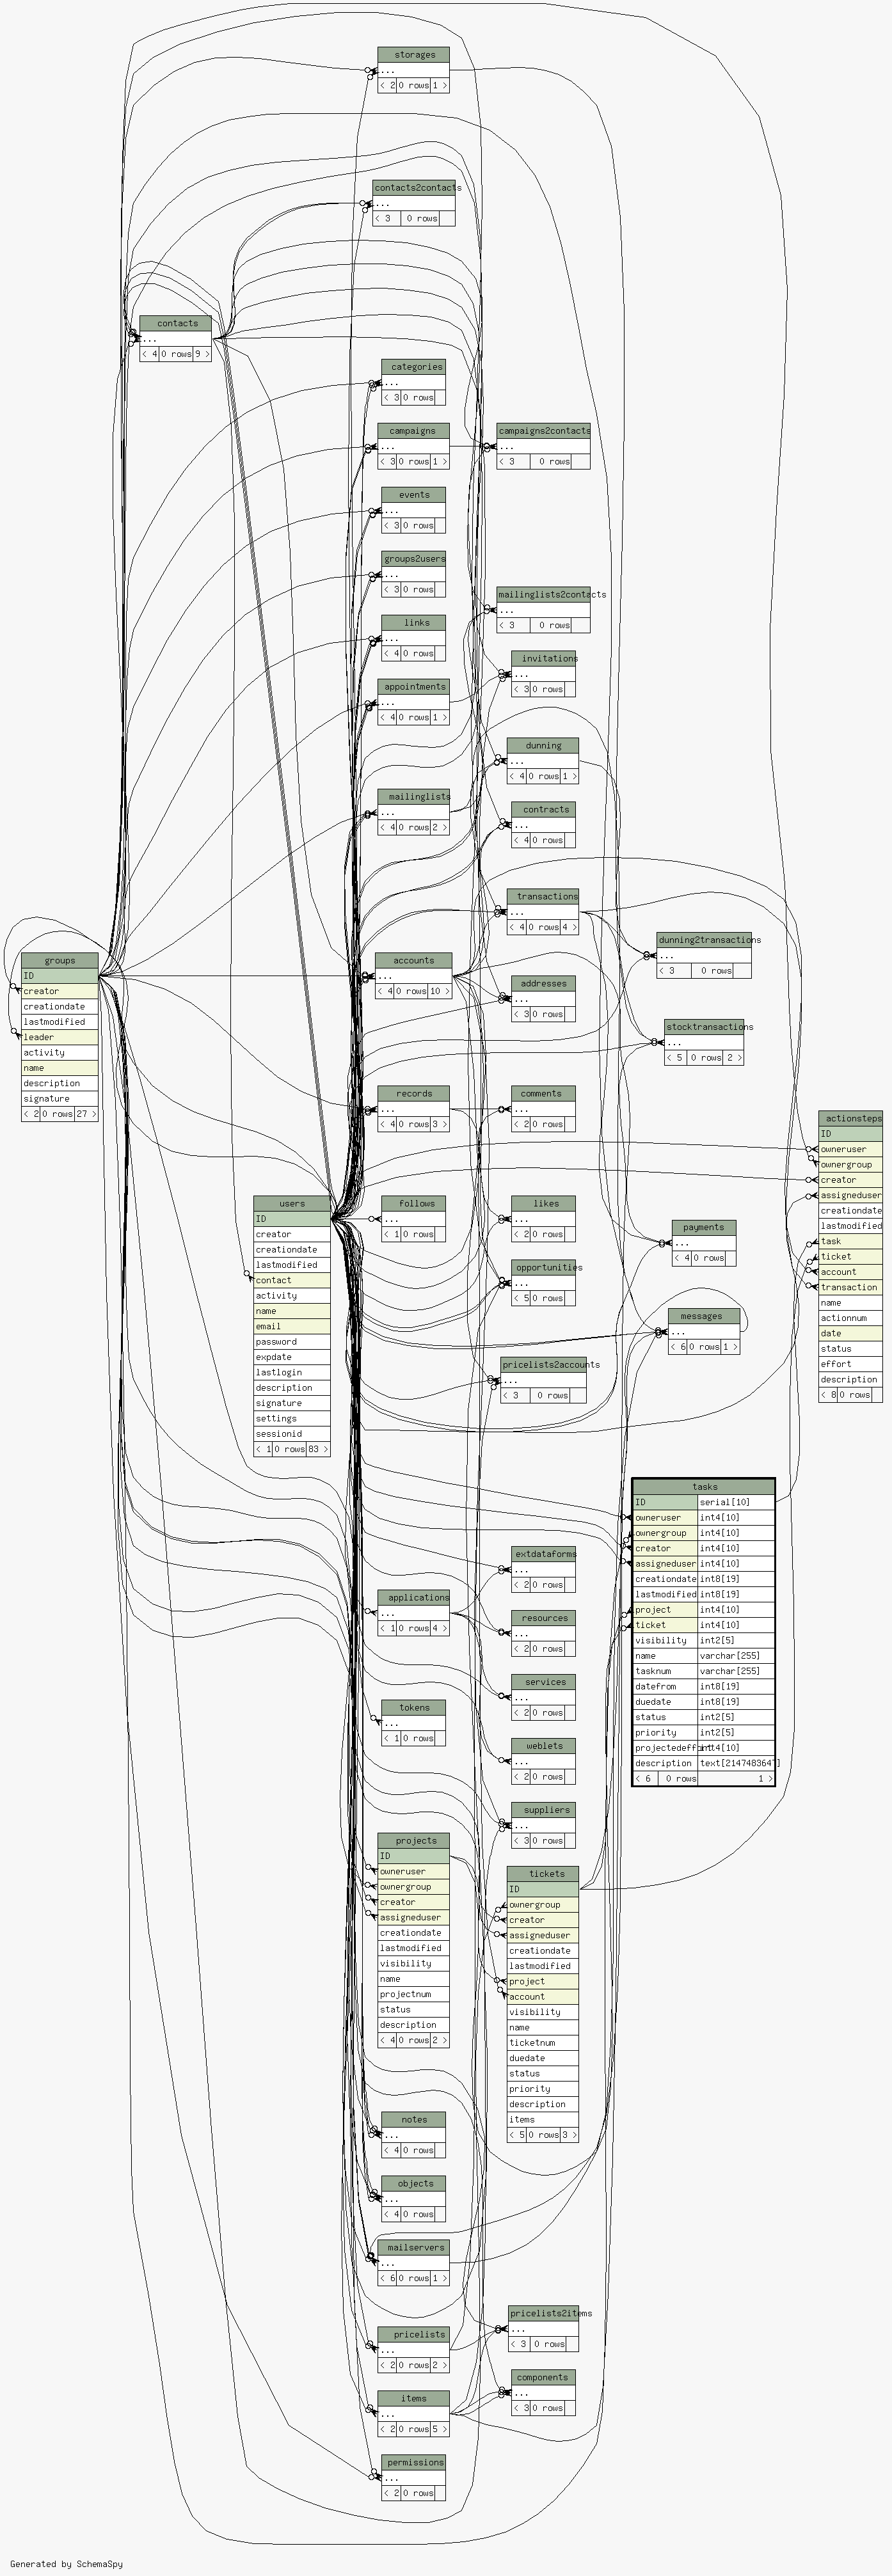 storages
...
< 2 0 rows 1 >
contacts2contacts
...
< 3 0 rows
contacts
...
< 4 0 rows 9 >
categories
...
< 3 0 rows
campaigns
...
< 3 0 rows 1 >
campaigns2contacts
...
< 3 0 rows
events
...
< 3 0 rows
groups2users
...
< 3 0 rows
mailinglists2contacts
...
< 3 0 rows
links
...
< 4 0 rows
invitations
...
< 3 0 rows
appointments
...
< 4 0 rows 1 >
dunning
...
< 4 0 rows 1 >
mailinglists
...
< 4 0 rows 2 >
contracts
...
< 4 0 rows
transactions
...
< 4 0 rows 4 >
dunning2transactions
...
< 3 0 rows
groups
ID
creator
creationdate
lastmodified
leader
activity
name
description
signature
< 2 0 rows 27 >
accounts
...
< 4 0 rows 10 >
addresses
...
< 3 0 rows
stocktransactions
...
< 5 0 rows 2 >
records
...
< 4 0 rows 3 >
comments
...
< 2 0 rows
actionsteps
ID
owneruser
ownergroup
creator
assigneduser
creationdate
lastmodified
task
ticket
account
transaction
name
actionnum
date
status
effort
description
< 8 0 rows
users
ID
creator
creationdate
lastmodified
contact
activity
name
email
password
expdate
lastlogin
description
signature
settings
sessionid
< 1 0 rows 83 >
follows
...
< 1 0 rows
likes
...
< 2 0 rows
payments
...
< 4 0 rows
opportunities
...
< 5 0 rows
messages
...
< 6 0 rows 1 >
pricelists2accounts
...
< 3 0 rows
tasks
ID serial[10]
owneruser int4[10]
ownergroup int4[10]
creator int4[10]
assigneduser int4[10]
creationdate int8[19]
lastmodified int8[19]
project int4[10]
ticket int4[10]
visibility int2[5]
name varchar[255]
tasknum varchar[255]
datefrom int8[19]
duedate int8[19]
status int2[5]
priority int2[5]
projectedeffort int4[10]
description text[2147483647]
< 6 0 rows 1 >
extdataforms
...
< 2 0 rows
applications
...
< 1 0 rows 4 >
resources
...
< 2 0 rows
services
...
< 2 0 rows
tokens
...
< 1 0 rows
weblets
...
< 2 0 rows
suppliers
...
< 3 0 rows
projects
ID
owneruser
ownergroup
creator
assigneduser
creationdate
lastmodified
visibility
name
projectnum
status
description
< 4 0 rows 2 >
tickets
ID
ownergroup
creator
assigneduser
creationdate
lastmodified
project
account
visibility
name
ticketnum
duedate
status
priority
description
items
< 5 0 rows 3 >
notes
...
< 4 0 rows
objects
...
< 4 0 rows
mailservers
...
< 6 0 rows 1 >
pricelists2items
...
< 3 0 rows
pricelists
...
< 2 0 rows 2 >
components
...
< 3 0 rows
items
...
< 2 0 rows 5 >
permissions
...
< 2 0 rows
Generated by SchemaSpy